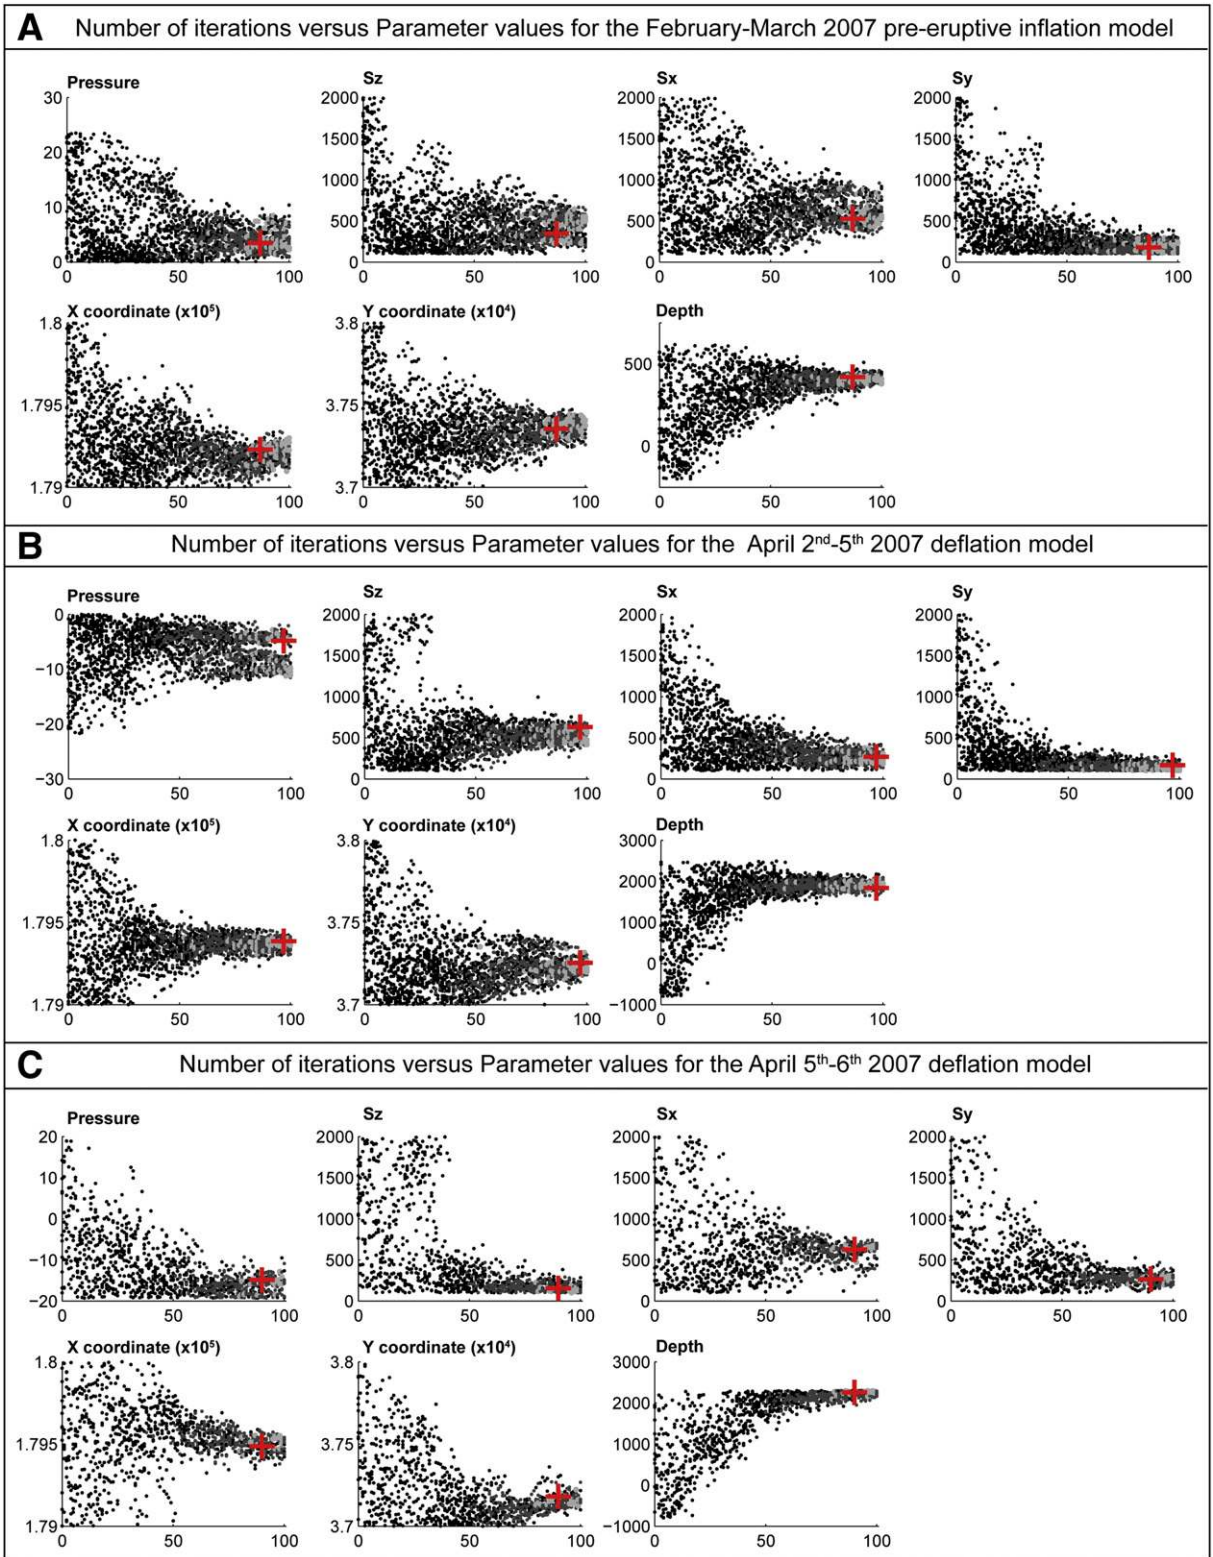 A Number of iterations versus Parameter values for the February-March 2007 pre-eruptive inflation model
Pressure Sz Sx Sy
30 2000 2000 2000
20 1500 1500 1500
1000 1000 1000
10 500 500 500
0 0 0 0
0 50 100 0 50 100 0 50 100 0 50 100
X coordinate (x10⁵) Y coordinate (x10⁴) Depth
1.8 3.8
500
1.795 3.75
0
1.79 3.7
0 50 100 0 50 100 0 50 100
B Number of iterations versus Parameter values for the April 2ⁿᵈ-5ᵗʰ 2007 deflation model
Pressure Sz Sx Sy
0 2000 2000 2000
−10 1500 1500 1500
1000 1000 1000
−20 500 500 500
−30 0 0 0
0 50 100 0 50 100 0 50 100 0 50 100
X coordinate (x10⁵) Y coordinate (x10⁴) Depth
1.8 3.8 3000
2000
1.795 3.75 1000
0
1.79 3.7 −1000
0 50 100 0 50 100 0 50 100
C Number of iterations versus Parameter values for the April 5ᵗʰ-6ᵗʰ 2007 deflation model
Pressure Sz Sx Sy
20 2000 2000 2000
10 1500 1500 1500
0 1000 1000 1000
−10 500 500 500
−20 0 0 0
0 50 100 0 50 100 0 50 100 0 50 100
X coordinate (x10⁵) Y coordinate (x10⁴) Depth
1.8 3.8 3000
2000
1.795 3.75 1000
0
1.79 3.7 −1000
0 50 100 0 50 100 0 50 100